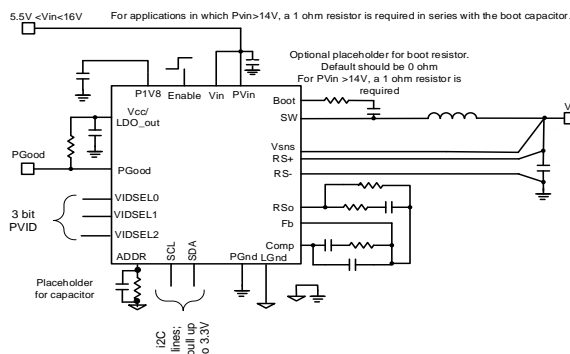 5.5V <Vin<16V
For applications in which Pvin>14V, a 1 ohm resistor is required in series with the boot capacitor.
Optional placeholder for boot resistor.
Default should be 0 ohm
For PVin >14V, a 1 ohm resistor is
required
P1V8
Enable
Vin
PVin
Vcc/
LDO_out
PGood
PGood
Boot
SW
V
Vsns
RS+
RS-
RSo
Fb
Comp
3 bit
PVID
VIDSEL0
VIDSEL1
VIDSEL2
ADDR
SCL
SDA
PGnd
LGnd
Placeholder
for capacitor
i2C
lines;
pull up
o 3.3V